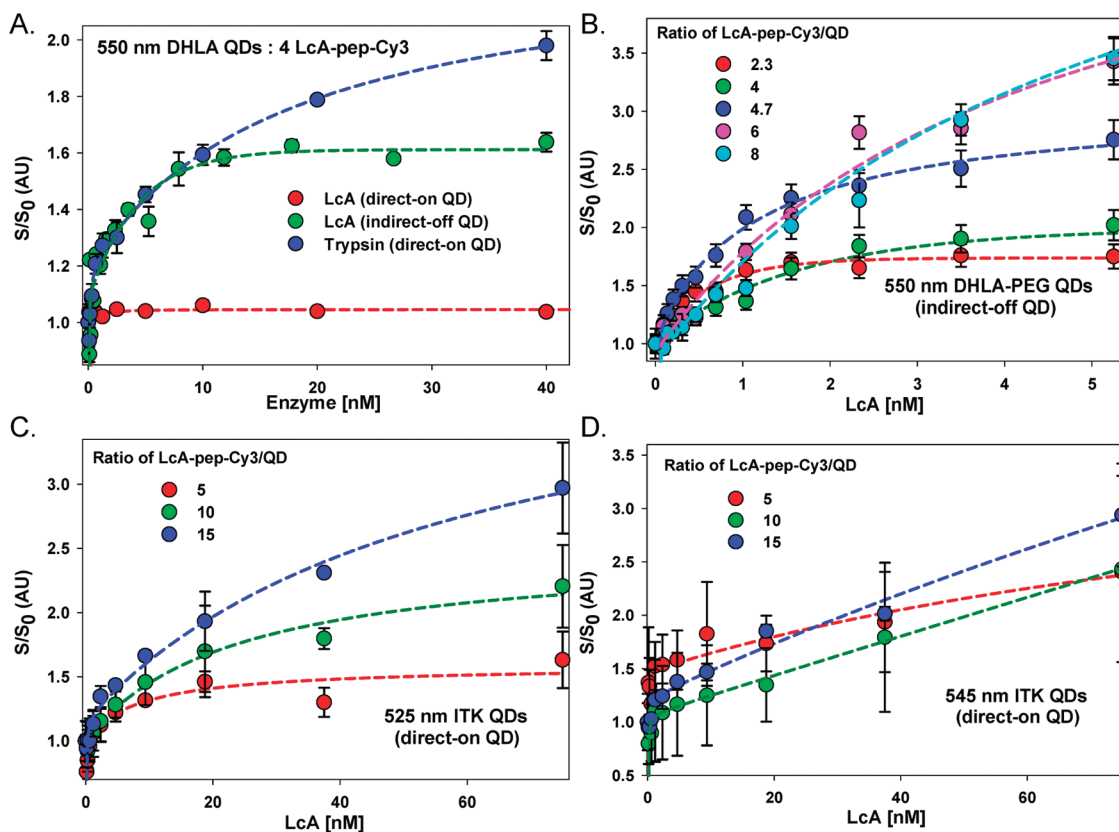 A.
550 nm DHLA QDs : 4 LcA-pep-Cy3
2.0
1.8
1.6
1.4
1.2
1.0
S/S0 (AU)
LcA (direct-on QD)
LcA (indirect-off QD)
Trypsin (direct-on QD)
0
10
20
30
40
Enzyme [nM]
B.
Ratio of LcA-pep-Cy3/QD
2.3
4
4.7
6
8
3.5
3.0
2.5
2.0
1.5
1.0
S/S0 (AU)
550 nm DHLA-PEG QDs
(indirect-off QD)
0
1
2
3
4
5
LcA [nM]
C.
Ratio of LcA-pep-Cy3/QD
5
10
15
3.0
2.5
2.0
1.5
1.0
S/S0 (AU)
525 nm ITK QDs
(direct-on QD)
0
20
40
60
LcA [nM]
D.
Ratio of LcA-pep-Cy3/QD
5
10
15
3.5
3.0
2.5
2.0
1.5
1.0
0.5
S/S0 (AU)
545 nm ITK QDs
(direct-on QD)
0
20
40
60
LcA [nM]